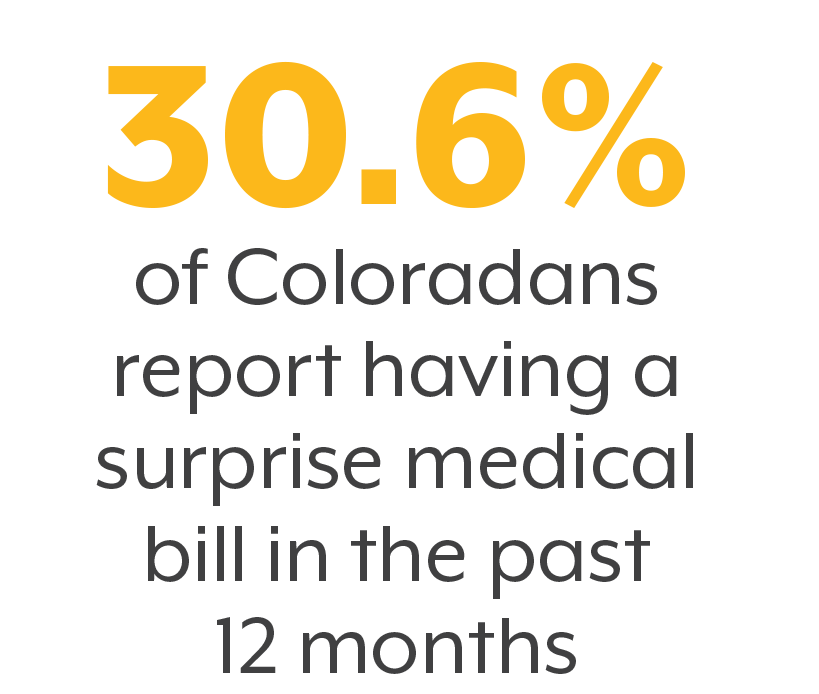 30.6%
of Coloradans
report having a
surprise medical
bill in the past
12 months